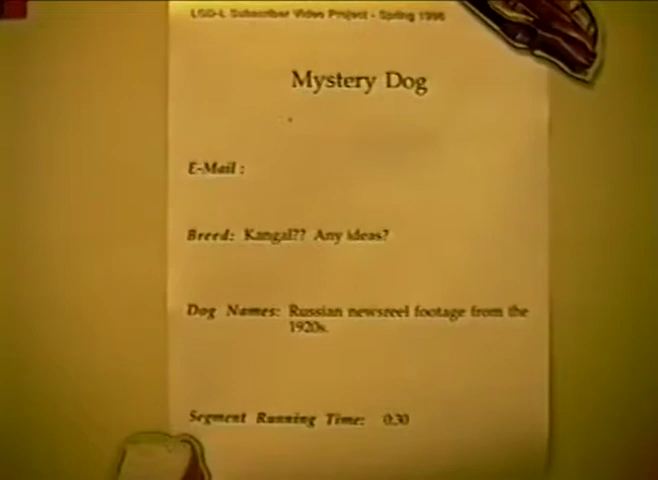 LGD-L Subscriber Video Project - Spring 1996
Mystery Dog
E-Mail :
Breed: Kangal?? Any ideas?
Dog Names: Russian newsreel footage from the
1920s.
Segment Running Time: 0:30